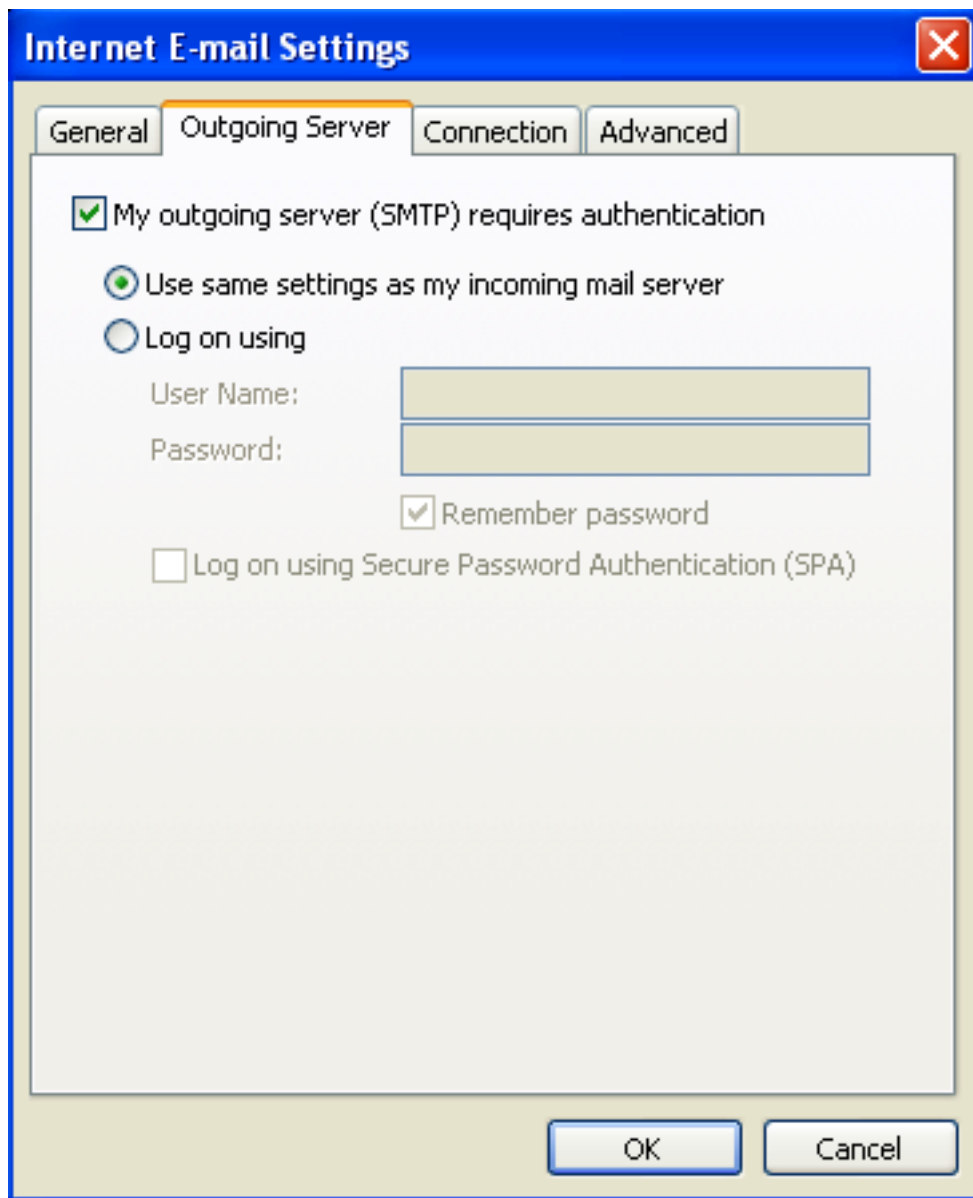 Internet E-mail Settings
General Outgoing Server Connection Advanced
My outgoing server (SMTP) requires authentication
Use same settings as my incoming mail server
Log on using
User Name:
Password:
Remember password
Log on using Secure Password Authentication (SPA)
OK Cancel